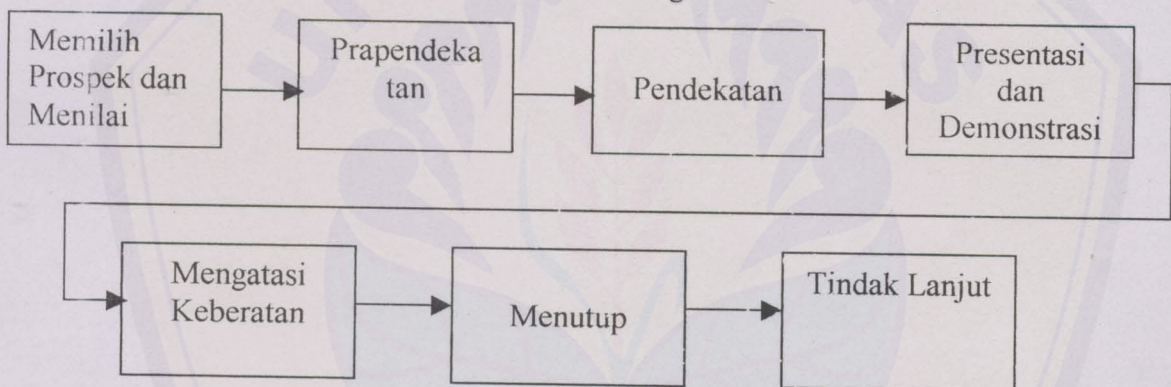 Memilih
Prospek dan
Menilai
Prapendeka
tan
Pendekatan
Presentasi
dan
Demonstrasi
Mengatasi
Keberatan
Menutup
Tindak Lanjut